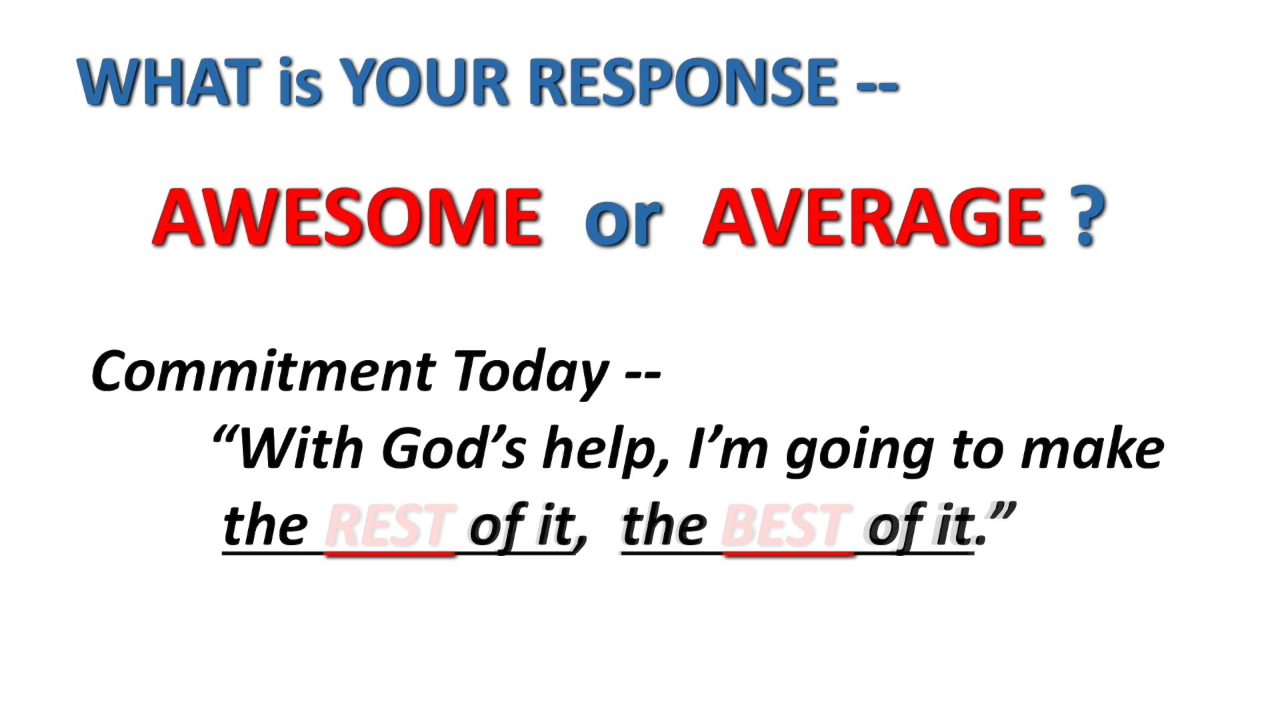 WHAT is YOUR RESPONSE --
AWESOME or AVERAGE ?
Commitment Today --
“With God’s help, I’m going to make
the REST of it, the BEST of it.”